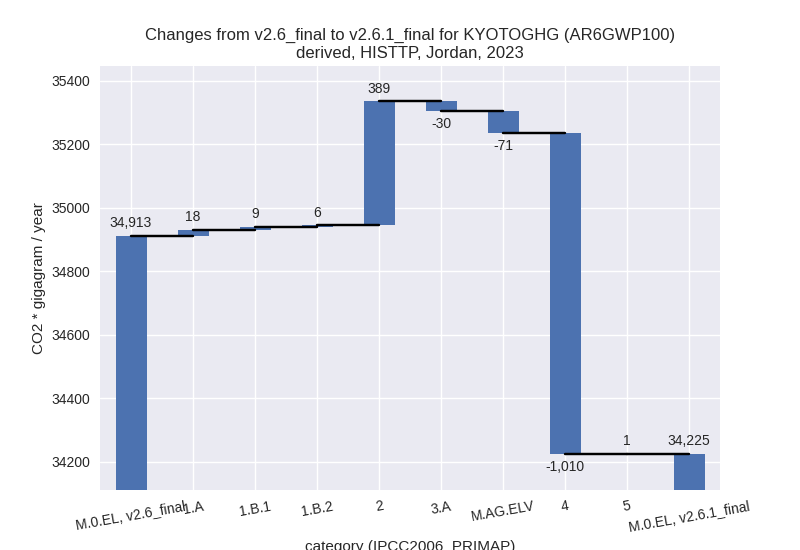 Changes from v2.6_final to v2.6.1_final for KYOTOGHG (AR6GWP100)
derived, HISTTP, Jordan, 2023
35400
35200
35000
34800
34600
34400
34200
CO2 * gigagram / year
34,913
18
9
6
389
-30
-71
-1,010
1
34,225
M.0.EL, v2.6_final
1.A
1.B.1
1.B.2
2
3.A
M.AG.ELV
4
5
M.0.EL, v2.6.1_final
category (IPCC2006_PRIMAP)